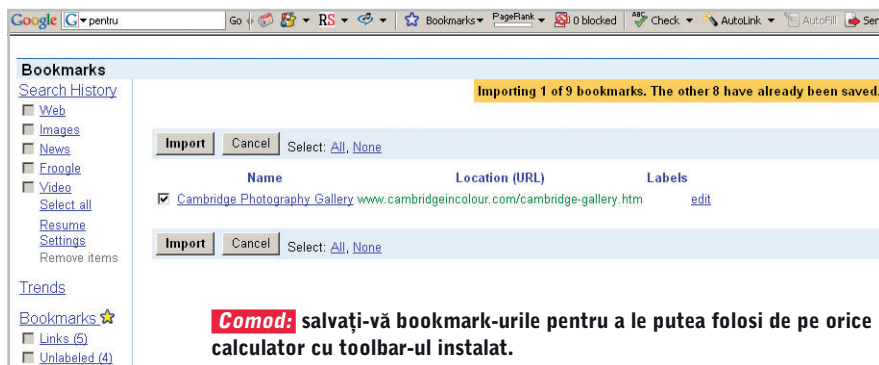 Google G pentru Go RS Bookmarks PageRank 0 blocked ABC Check AutoLink AutoFill Sen
Bookmarks
Search History
Importing 1 of 9 bookmarks. The other 8 have already been saved.
Web
Images
News
Froogle
Video
Select all
Resume
Settings
Remove items
Trends
Bookmarks
Links (5)
Unlabeled (4)
Import Cancel Select: All, None
Name Location (URL) Labels
Cambridge Photography Gallery www.cambridgeincolour.com/cambridge-gallery.htm edit
Import Cancel Select: All, None
Comod: salvați-vă bookmark-urile pentru a le putea folosi de pe orice
calculator cu toolbar-ul instalat.